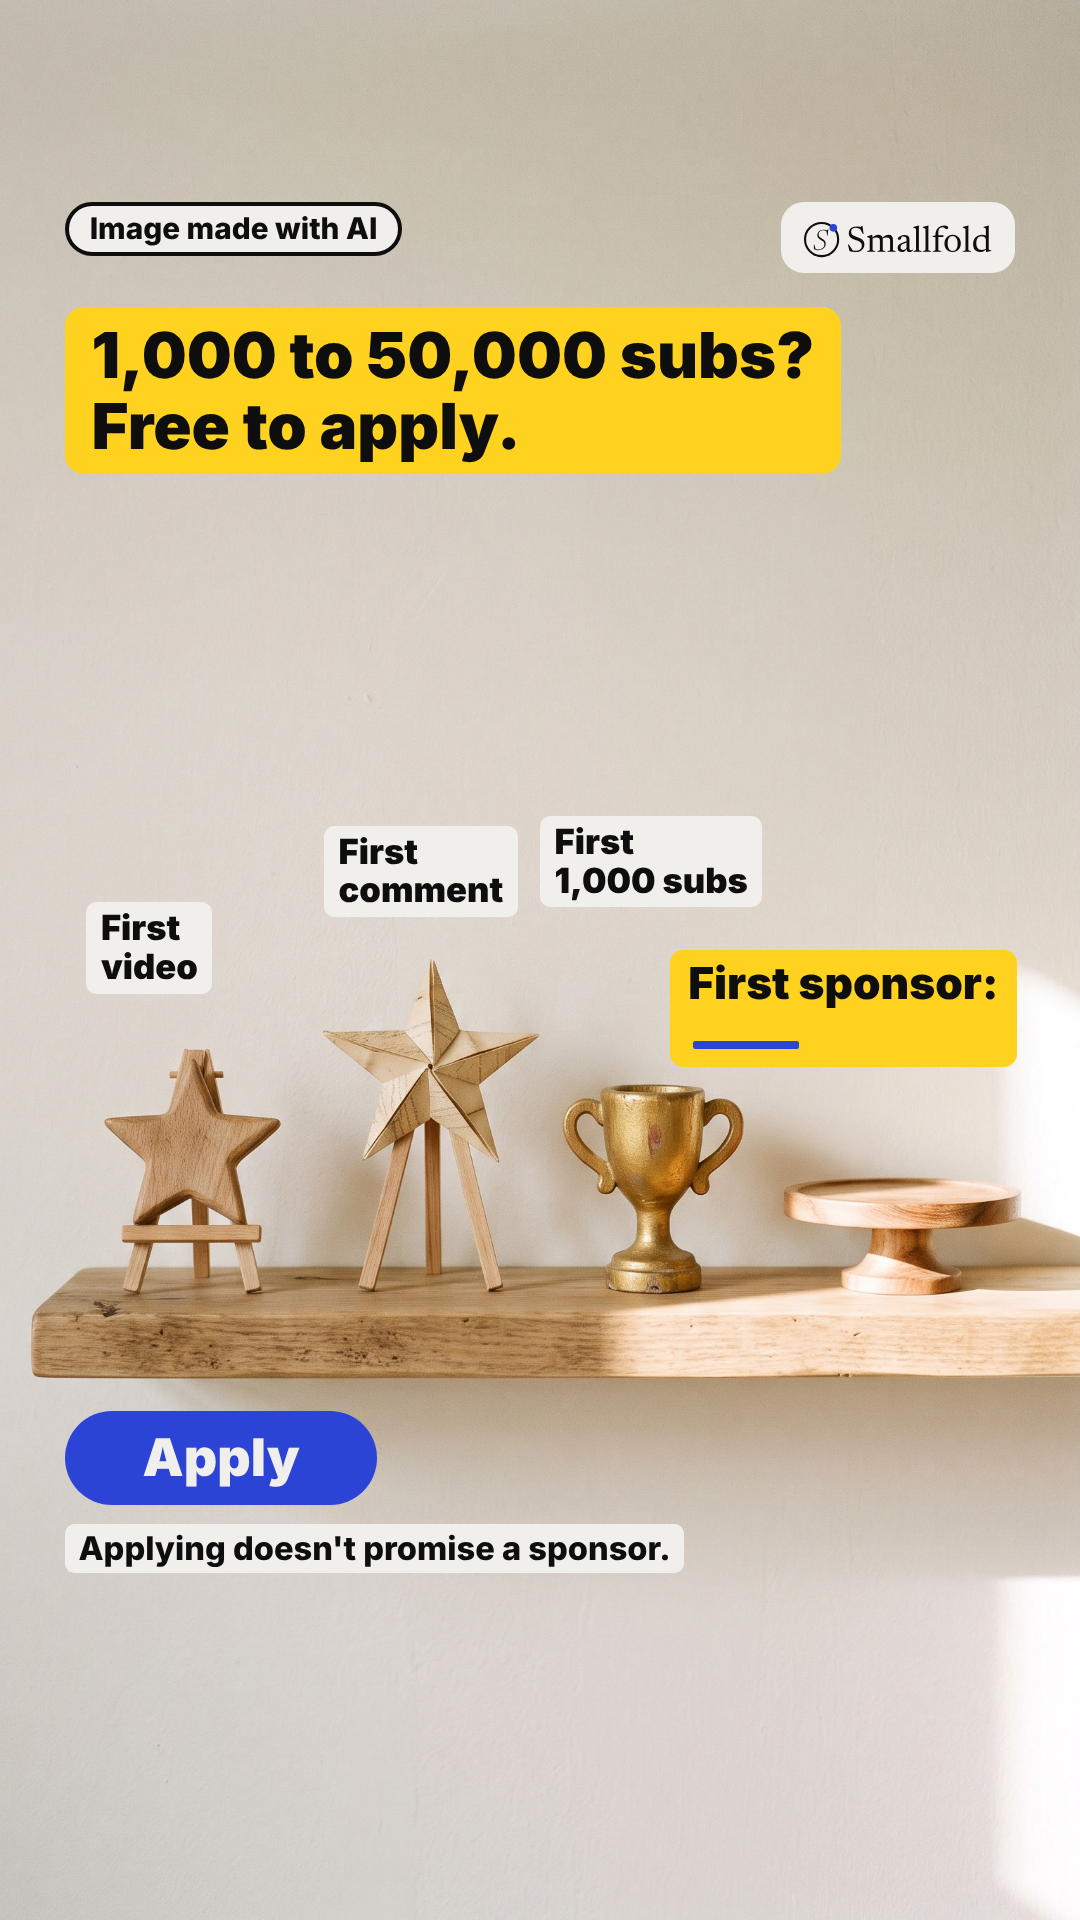 Image made with AI
S Smallfold
1,000 to 50,000 subs?
Free to apply.
First
comment
First
1,000 subs
First
video
First sponsor:
Apply
Applying doesn't promise a sponsor.